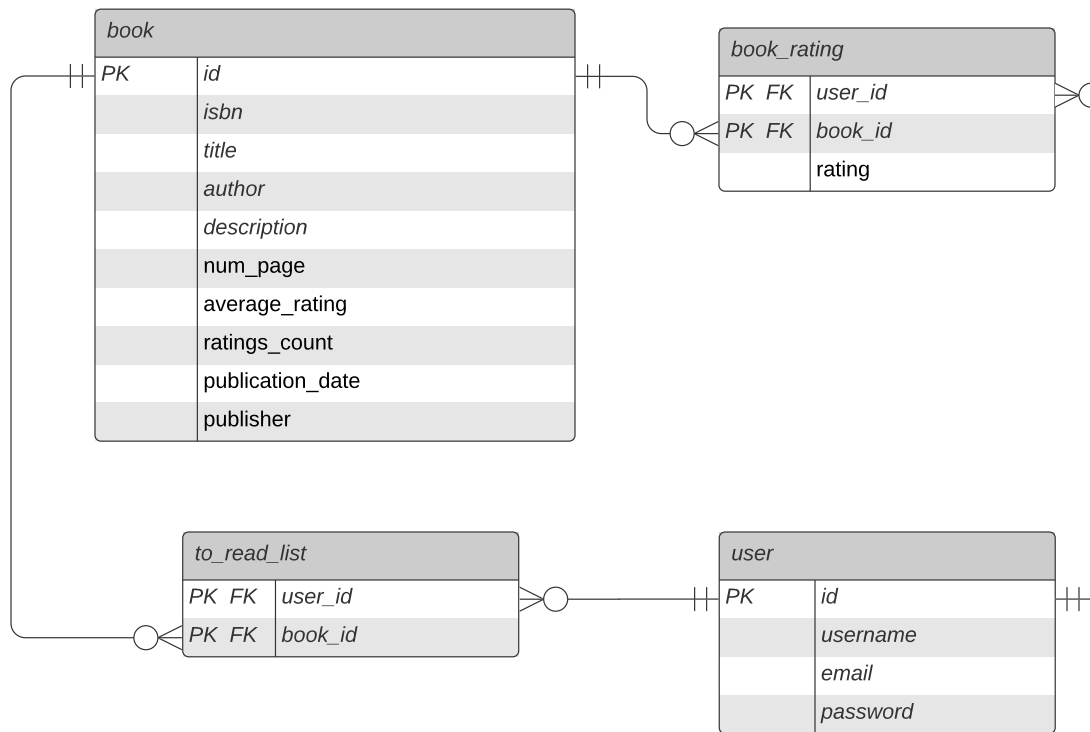 book
PK id
isbn
title
author
description
num_page
average_rating
ratings_count
publication_date
publisher
book_rating
PK FK user_id
PK FK book_id
rating
to_read_list
PK FK user_id
PK FK book_id
user
PK id
username
email
password